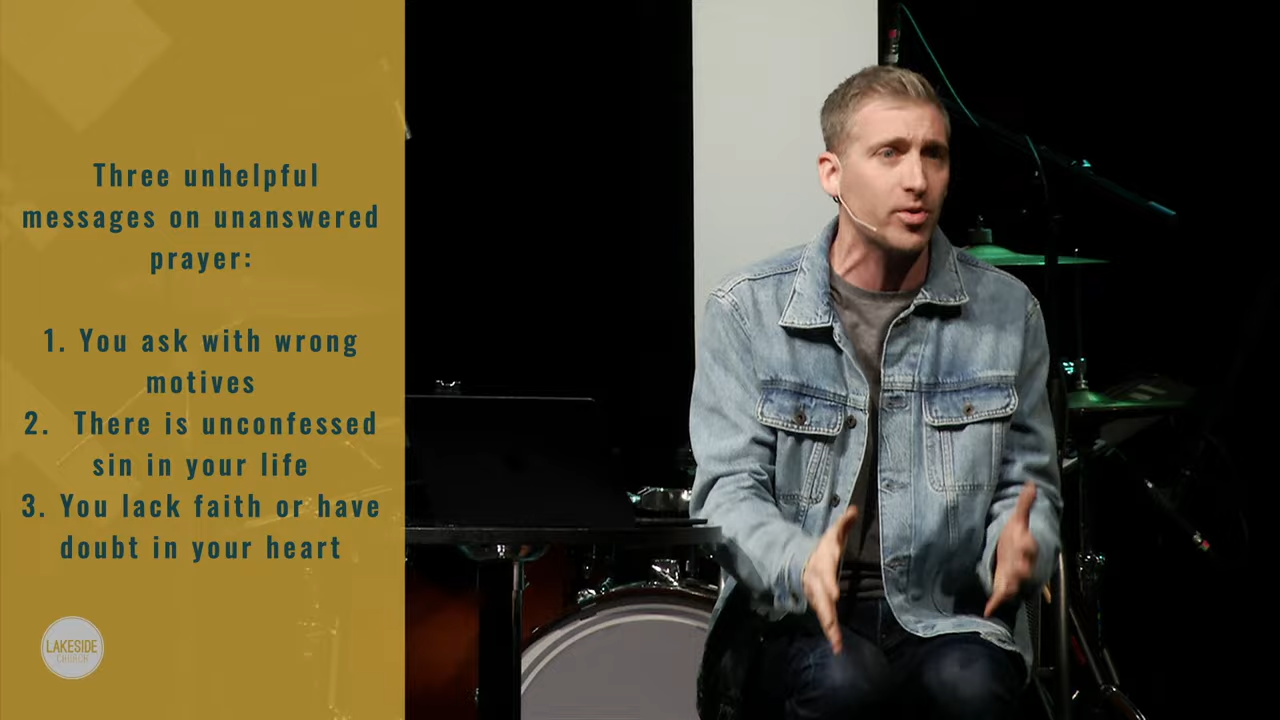 Three unhelpful
messages on unanswered
prayer:
1. You ask with wrong
motives
2. There is unconfessed
sin in your life
3. You lack faith or have
doubt in your heart
LAKESIDE
CHURCH